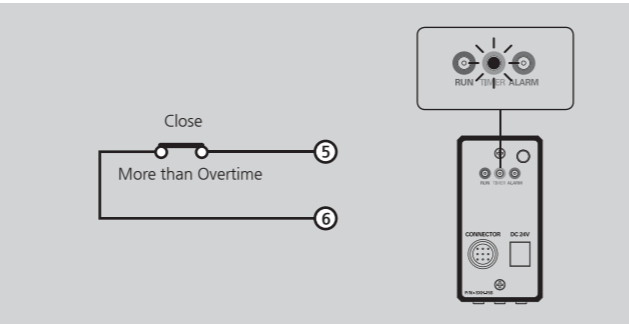 RUN TIMER ALARM
Close
5
More than Overtime
6
RUN TIMER ALARM
CONNECTOR DC 24V